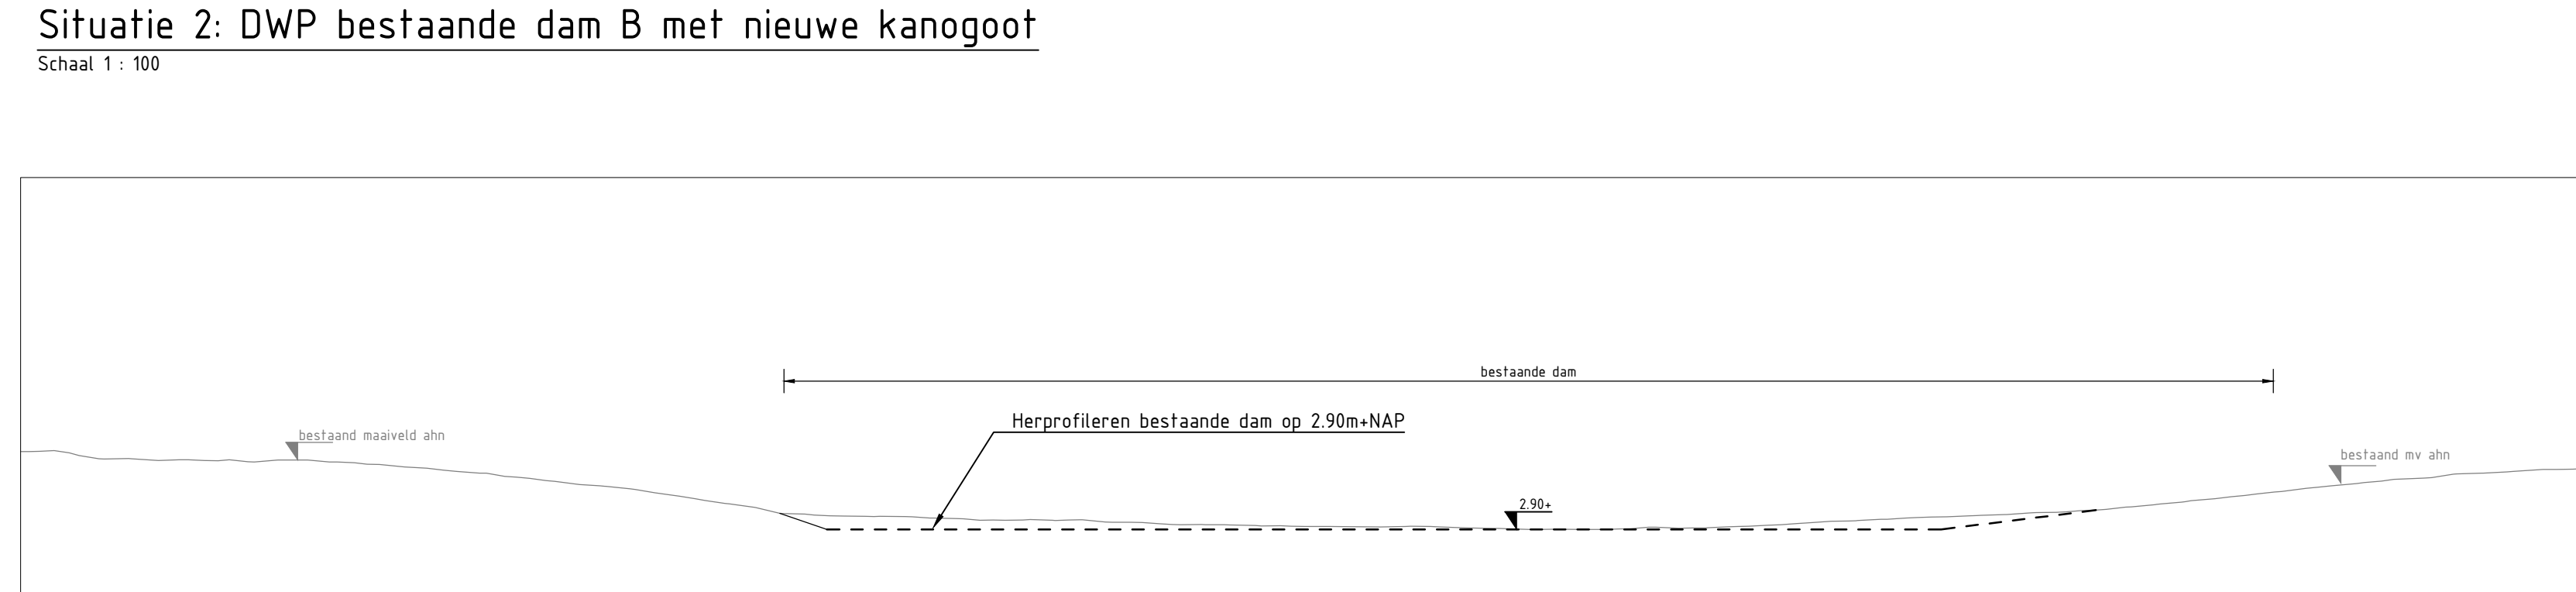 Situatie 2: DWP bestaande dam B met nieuwe kanogoot
Schaal 1 : 100
bestaande dam
Herprofileren bestaande dam op 2.90m+NAP
bestaand maaiveld ahn
bestaand mv ahn
2.90+